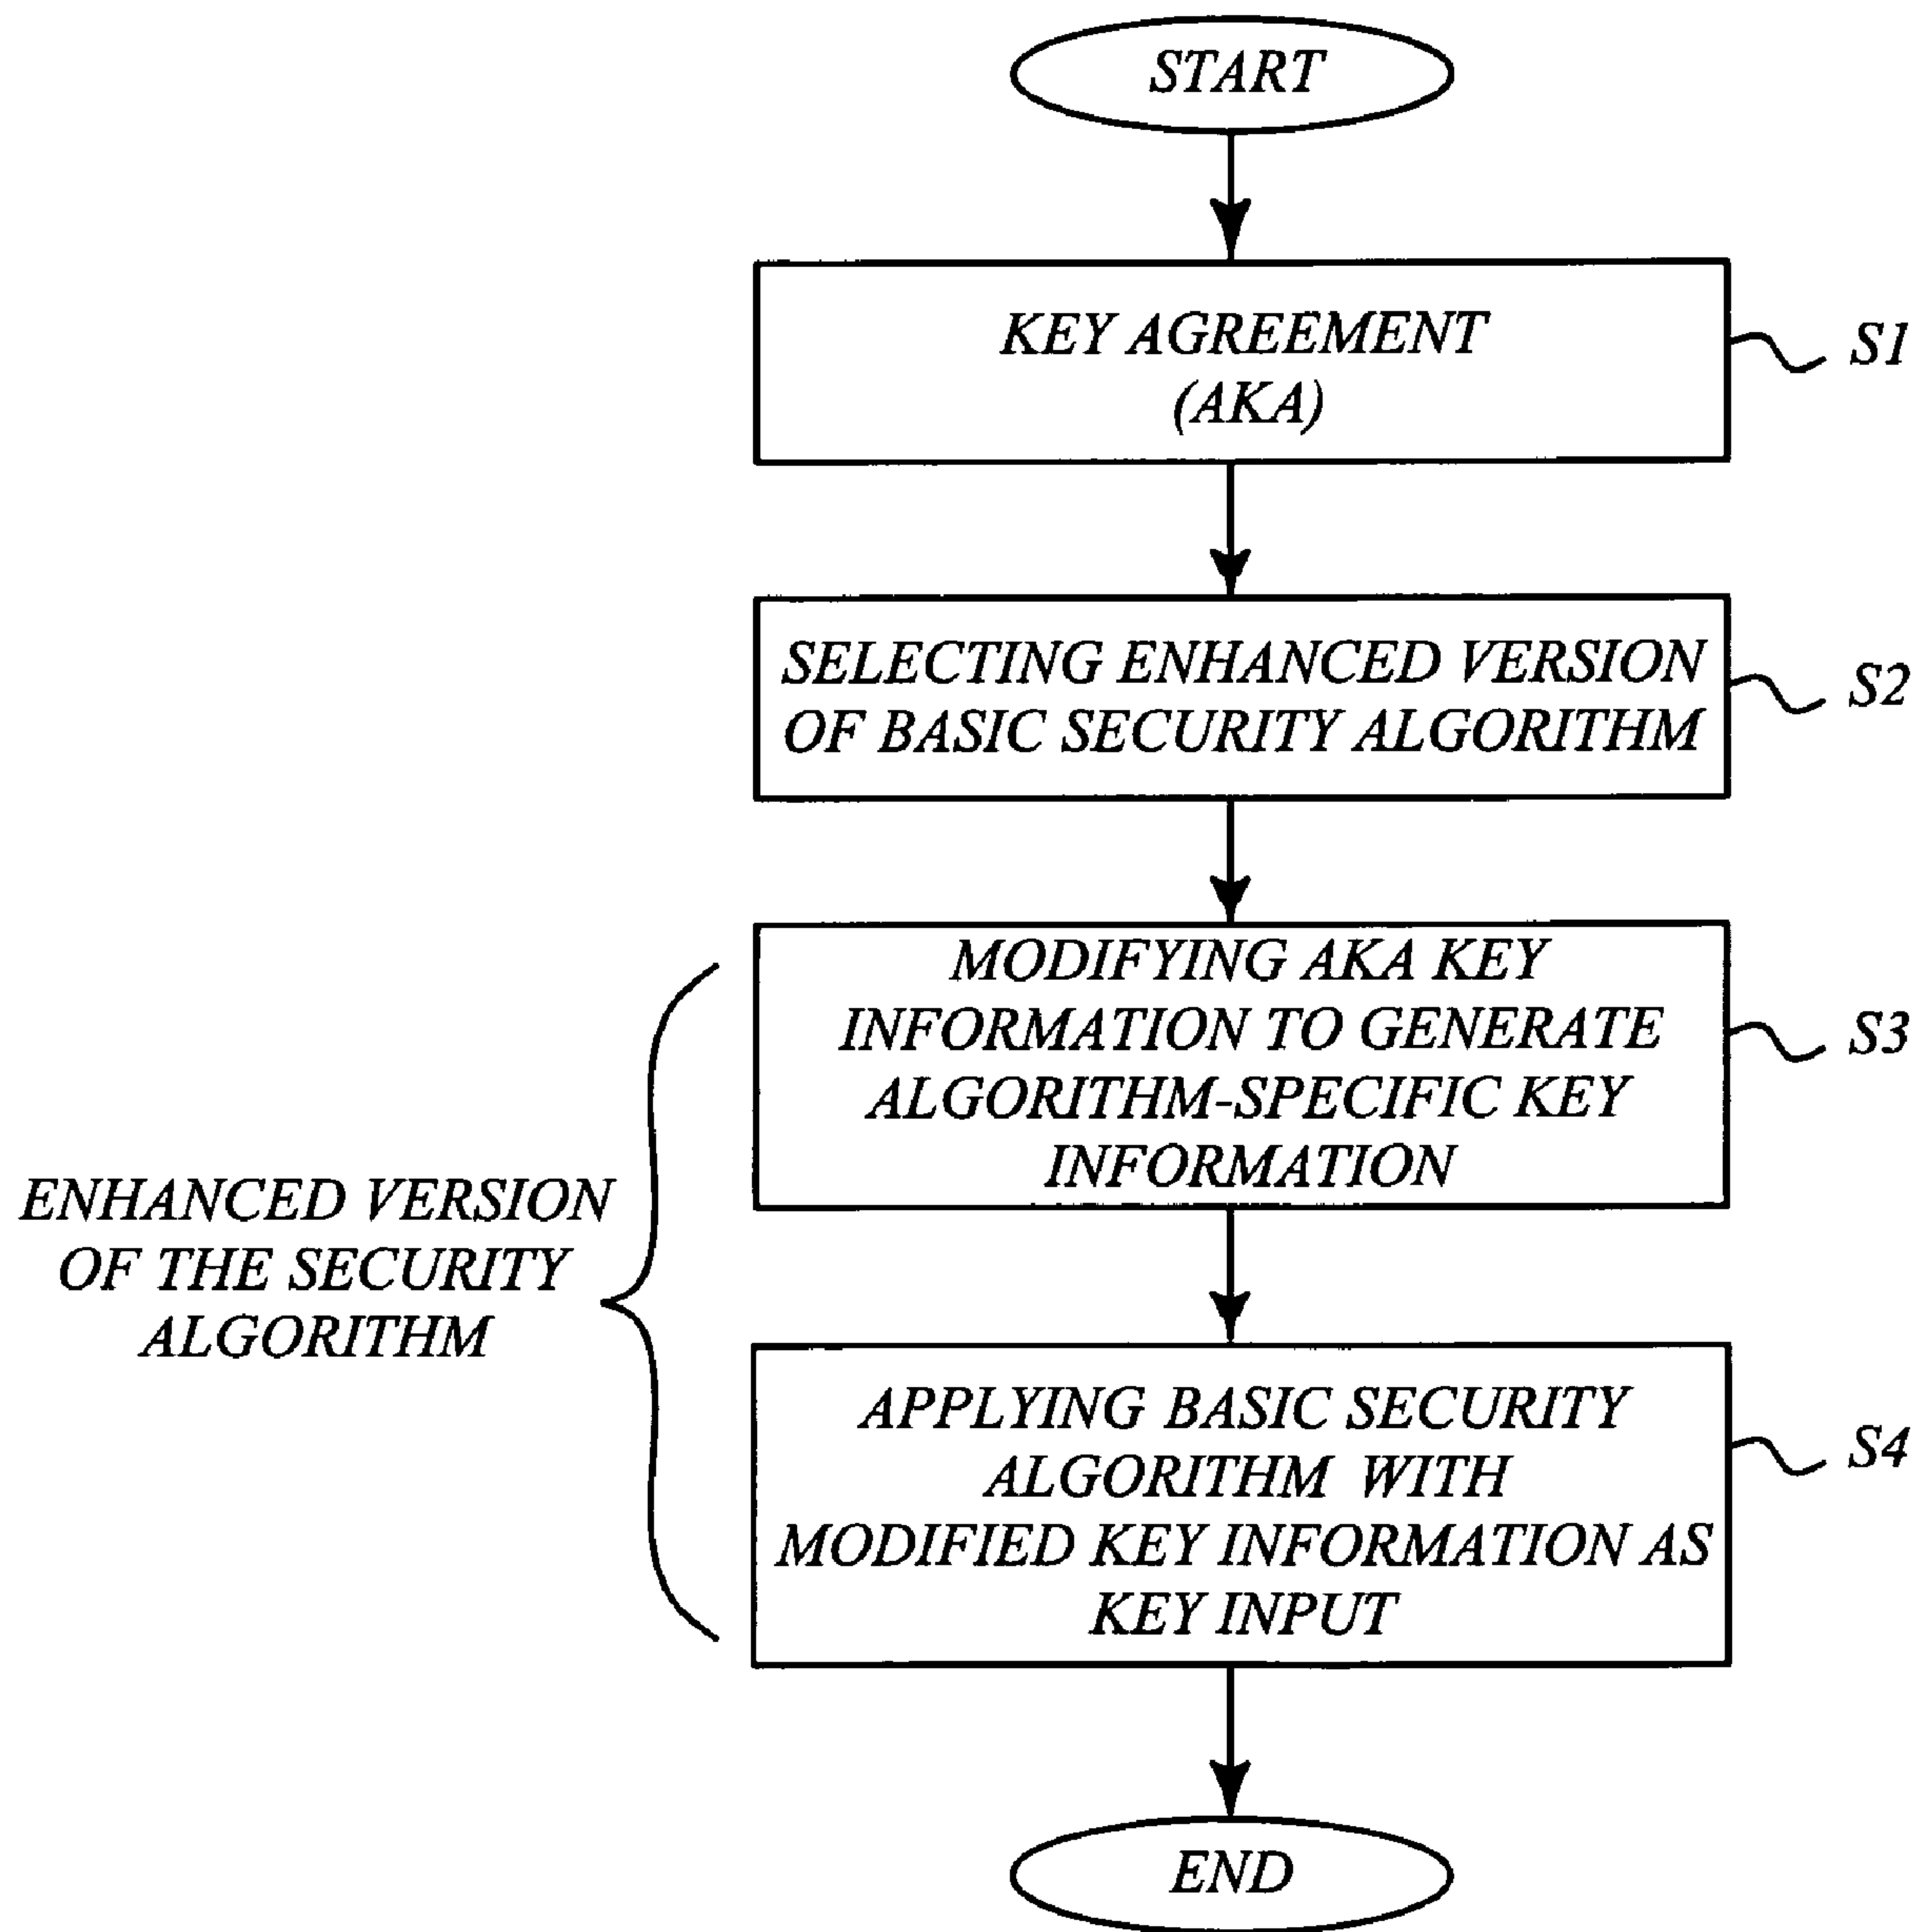 START
KEY AGREEMENT
(AKA)
S1
SELECTING ENHANCED VERSION
OF BASIC SECURITY ALGORITHM
S2
MODIFYING AKA KEY
INFORMATION TO GENERATE
ALGORITHM-SPECIFIC KEY
INFORMATION
S3
ENHANCED VERSION
OF THE SECURITY
ALGORITHM
APPLYING BASIC SECURITY
ALGORITHM WITH
MODIFIED KEY INFORMATION AS
KEY INPUT
S4
END